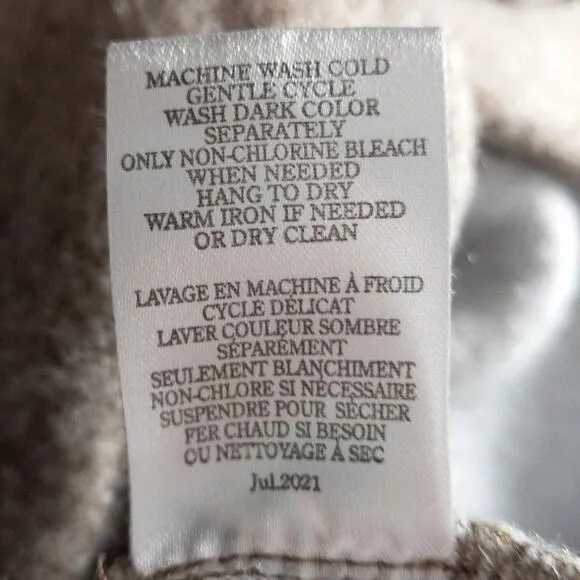 MACHINE WASH COLD
GENTLE CYCLE
WASH DARK COLOR
SEPARATELY
ONLY NON-CHLORINE BLEACH
WHEN NEEDED
HANG TO DRY
WARM IRON IF NEEDED
OR DRY CLEAN
LAVAGE EN MACHINE À FROID
CYCLE DÉLICAT
LAVER COULEUR SOMBRE
SÉPARÉMENT
SEULEMENT BLANCHIMENT
NON-CHLORE SI NÉCESSAIRE
SUSPENDRE POUR SÉCHER
FER CHAUD SI BESOIN
OU NETTOYAGE À SEC
Jul.2021